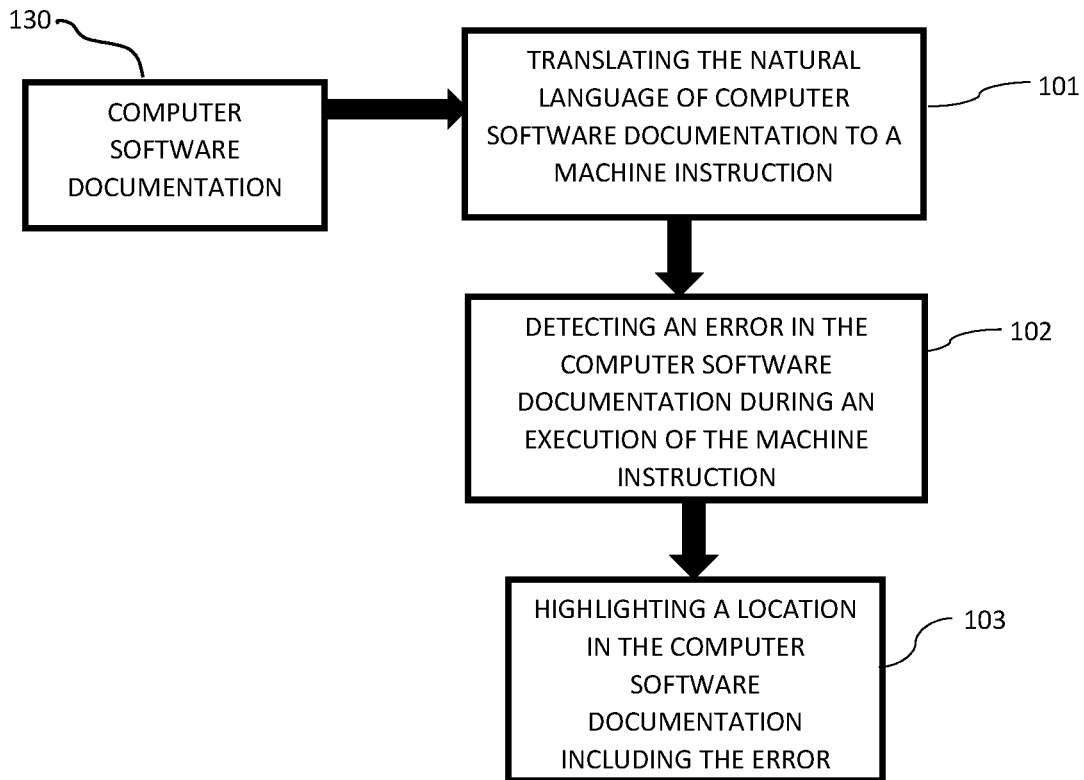 130
COMPUTER
SOFTWARE
DOCUMENTATION
TRANSLATING THE NATURAL
LANGUAGE OF COMPUTER
SOFTWARE DOCUMENTATION TO A
MACHINE INSTRUCTION
101
DETECTING AN ERROR IN THE
COMPUTER SOFTWARE
DOCUMENTATION DURING AN
EXECUTION OF THE MACHINE
INSTRUCTION
102
HIGHLIGHTING A LOCATION
IN THE COMPUTER
SOFTWARE
DOCUMENTATION
INCLUDING THE ERROR
103